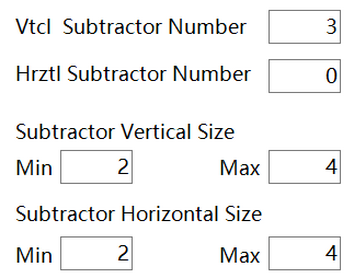 Vtcl Subtractor Number 3
Hrztl Subtractor Number 0
Subtractor Vertical Size
Min 2 Max 4
Subtractor Horizontal Size
Min 2 Max 4